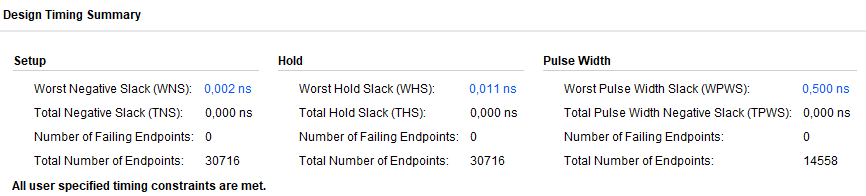 Design Timing Summary
Setup Hold Pulse Width
Worst Negative Slack (WNS): 0,002 ns Worst Hold Slack (WHS): 0,011 ns Worst Pulse Width Slack (WPWS): 0,500 ns
Total Negative Slack (TNS): 0,000 ns Total Hold Slack (THS): 0,000 ns Total Pulse Width Negative Slack (TPWS): 0,000 ns
Number of Failing Endpoints: 0 Number of Failing Endpoints: 0 Number of Failing Endpoints: 0
Total Number of Endpoints: 30716 Total Number of Endpoints: 30716 Total Number of Endpoints: 14558
All user specified timing constraints are met.